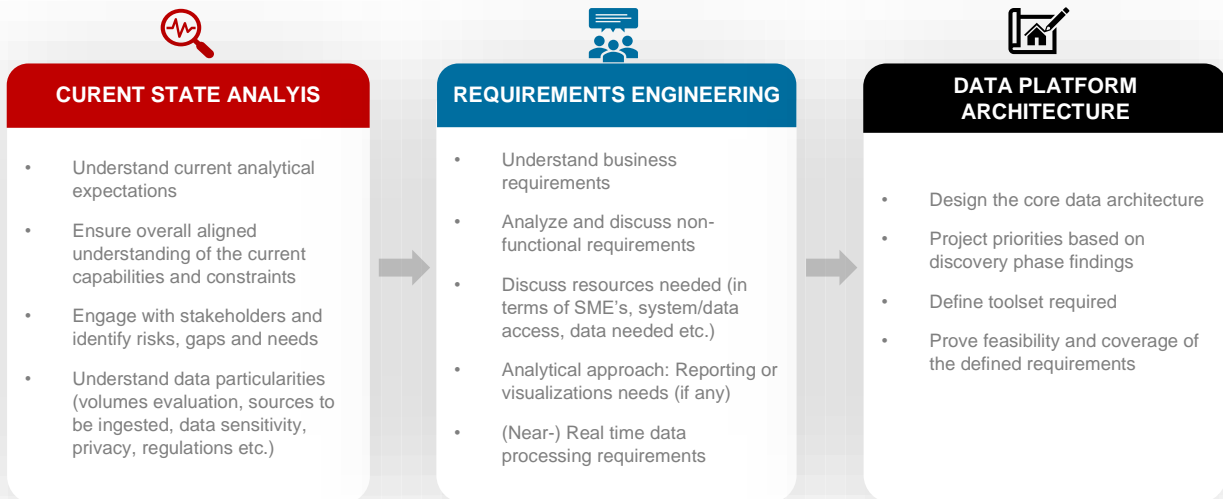 CURENT STATE ANALYIS
• Understand current analytical
expectations
• Ensure overall aligned
understanding of the current
capabilities and constraints
• Engage with stakeholders and
identify risks, gaps and needs
• Understand data particularities
(volumes evaluation, sources to
be ingested, data sensitivity,
privacy, regulations etc.)
REQUIREMENTS ENGINEERING
• Understand business
requirements
• Analyze and discuss non-
functional requirements
• Discuss resources needed (in
terms of SME's, system/data
access, data needed etc.)
• Analytical approach: Reporting or
visualizations needs (if any)
• (Near-) Real time data
processing requirements
DATA PLATFORM
ARCHITECTURE
• Design the core data architecture
• Project priorities based on
discovery phase findings
• Define toolset required
• Prove feasibility and coverage of
the defined requirements